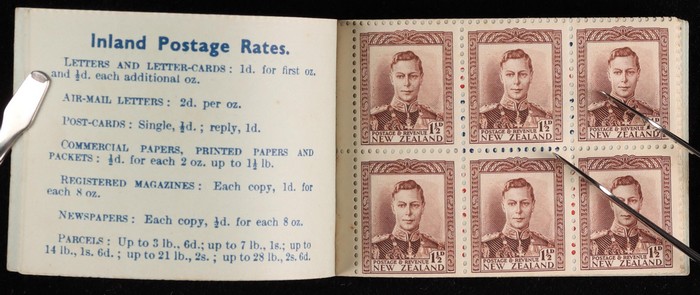 Inland Postage Rates.
LETTERS AND LETTER-CARDS : 1d. for first oz.
and ½d. each additional oz.
AIR-MAIL LETTERS : 2d. per oz.
POST-CARDS : Single, ½d. ; reply, 1d.
COMMERCIAL PAPERS, PRINTED PAPERS AND
PACKETS : ½d. for each 2 oz. up to 1½ lb.
REGISTERED MAGAZINES : Each copy, 1d. for
each 8 oz.
NEWSPAPERS : Each copy, ½d. for each 8 oz.
PARCELS : Up to 3 lb., 6d.; up to 7 lb., 1s.; up to
14 lb., 1s. 6d. ; up to 21 lb., 2s. ; up to 28 lb., 2s. 6d.
1½D
POSTAGE & REVENUE
NEW ZEALAND
1½D
POSTAGE & REVENUE
NEW ZEALAND
1½D
POSTAGE & REVENUE
NEW ZEALAND
1½D
POSTAGE & REVENUE
NEW ZEALAND
1½D
POSTAGE & REVENUE
NEW ZEALAND
1½D
POSTAGE & REVENUE
NEW ZEALAND